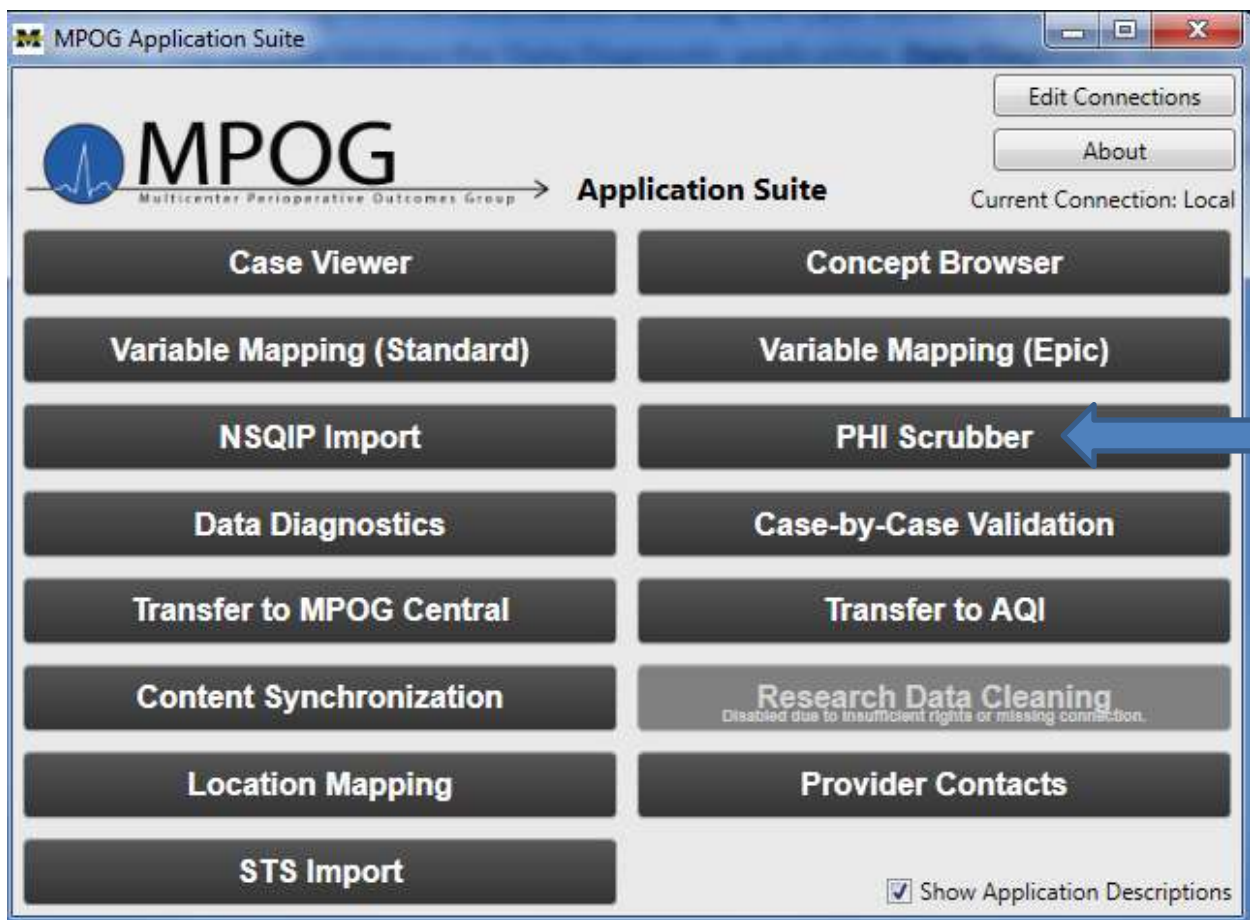 MPOG Application Suite
Edit Connections
About
MPOG
Multicenter Perioperative Outcomes Group
Application Suite
Current Connection: Local
Case Viewer
Concept Browser
Variable Mapping (Standard)
Variable Mapping (Epic)
NSQIP Import
PHI Scrubber
Data Diagnostics
Case-by-Case Validation
Transfer to MPOG Central
Transfer to AQI
Content Synchronization
Research Data Cleaning
Disabled due to insufficient rights or missing connection.
Location Mapping
Provider Contacts
STS Import
Show Application Descriptions